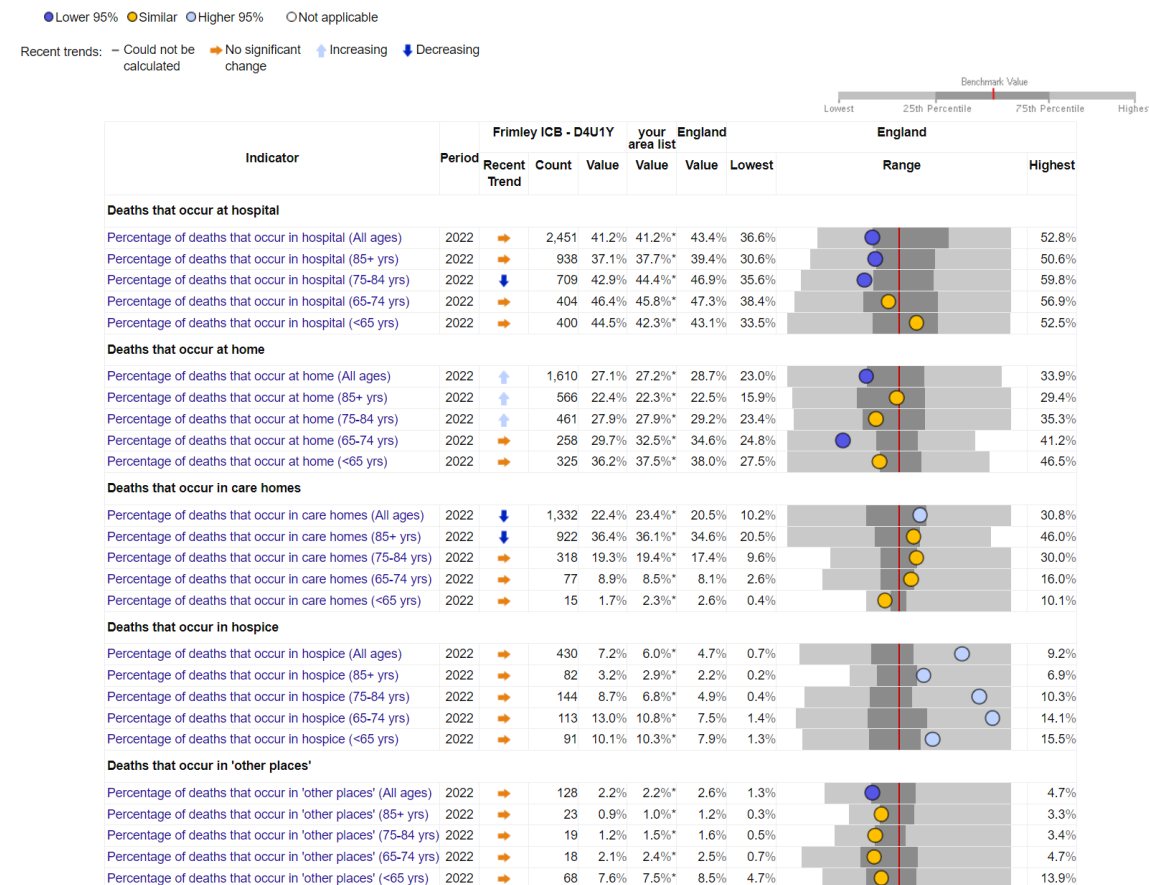 Lower 95% Similar Higher 95% Not applicable
Recent trends: Could not be calculated No significant change Increasing Decreasing
Benchmark Value
Lowest 25th Percentile 75th Percentile Highes
Indicator Period Frimley ICB - D4U1Y your area list England England
Recent Trend Count Value Value Value Lowest Range Highest
Deaths that occur at hospital
Percentage of deaths that occur in hospital (All ages) 2022 2,451 41.2% 41.2%* 43.4% 36.6% 52.8%
Percentage of deaths that occur in hospital (85+ yrs) 2022 938 37.1% 37.7%* 39.4% 30.6% 50.6%
Percentage of deaths that occur in hospital (75-84 yrs) 2022 709 42.9% 44.4%* 46.9% 35.6% 59.8%
Percentage of deaths that occur in hospital (65-74 yrs) 2022 404 46.4% 45.8%* 47.3% 38.4% 56.9%
Percentage of deaths that occur in hospital (<65 yrs) 2022 400 44.5% 42.3%* 43.1% 33.5% 52.5%
Deaths that occur at home
Percentage of deaths that occur at home (All ages) 2022 1,610 27.1% 27.2%* 28.7% 23.0% 33.9%
Percentage of deaths that occur at home (85+ yrs) 2022 566 22.4% 22.3%* 22.5% 15.9% 29.4%
Percentage of deaths that occur at home (75-84 yrs) 2022 461 27.9% 27.9%* 29.2% 23.4% 35.3%
Percentage of deaths that occur at home (65-74 yrs) 2022 258 29.7% 32.5%* 34.6% 24.8% 41.2%
Percentage of deaths that occur at home (<65 yrs) 2022 325 36.2% 37.5%* 38.0% 27.5% 46.5%
Deaths that occur in care homes
Percentage of deaths that occur in care homes (All ages) 2022 1,332 22.4% 23.4%* 20.5% 10.2% 30.8%
Percentage of deaths that occur in care homes (85+ yrs) 2022 922 36.4% 36.1%* 34.6% 20.5% 46.0%
Percentage of deaths that occur in care homes (75-84 yrs) 2022 318 19.3% 19.4%* 17.4% 9.6% 30.0%
Percentage of deaths that occur in care homes (65-74 yrs) 2022 77 8.9% 8.5%* 8.1% 2.6% 16.0%
Percentage of deaths that occur in care homes (<65 yrs) 2022 15 1.7% 2.3%* 2.6% 0.4% 10.1%
Deaths that occur in hospice
Percentage of deaths that occur in hospice (All ages) 2022 430 7.2% 6.0%* 4.7% 0.7% 9.2%
Percentage of deaths that occur in hospice (85+ yrs) 2022 82 3.2% 2.9%* 2.2% 0.2% 6.9%
Percentage of deaths that occur in hospice (75-84 yrs) 2022 144 8.7% 6.8%* 4.9% 0.4% 10.3%
Percentage of deaths that occur in hospice (65-74 yrs) 2022 113 13.0% 10.8%* 7.5% 1.4% 14.1%
Percentage of deaths that occur in hospice (<65 yrs) 2022 91 10.1% 10.3%* 7.9% 1.3% 15.5%
Deaths that occur in 'other places'
Percentage of deaths that occur in 'other places' (All ages) 2022 128 2.2% 2.2%* 2.6% 1.3% 4.7%
Percentage of deaths that occur in 'other places' (85+ yrs) 2022 23 0.9% 1.0%* 1.2% 0.3% 3.3%
Percentage of deaths that occur in 'other places' (75-84 yrs) 2022 19 1.2% 1.5%* 1.6% 0.5% 3.4%
Percentage of deaths that occur in 'other places' (65-74 yrs) 2022 18 2.1% 2.4%* 2.5% 0.7% 4.7%
Percentage of deaths that occur in 'other places' (<65 yrs) 2022 68 7.6% 7.5%* 8.5% 4.7% 13.9%